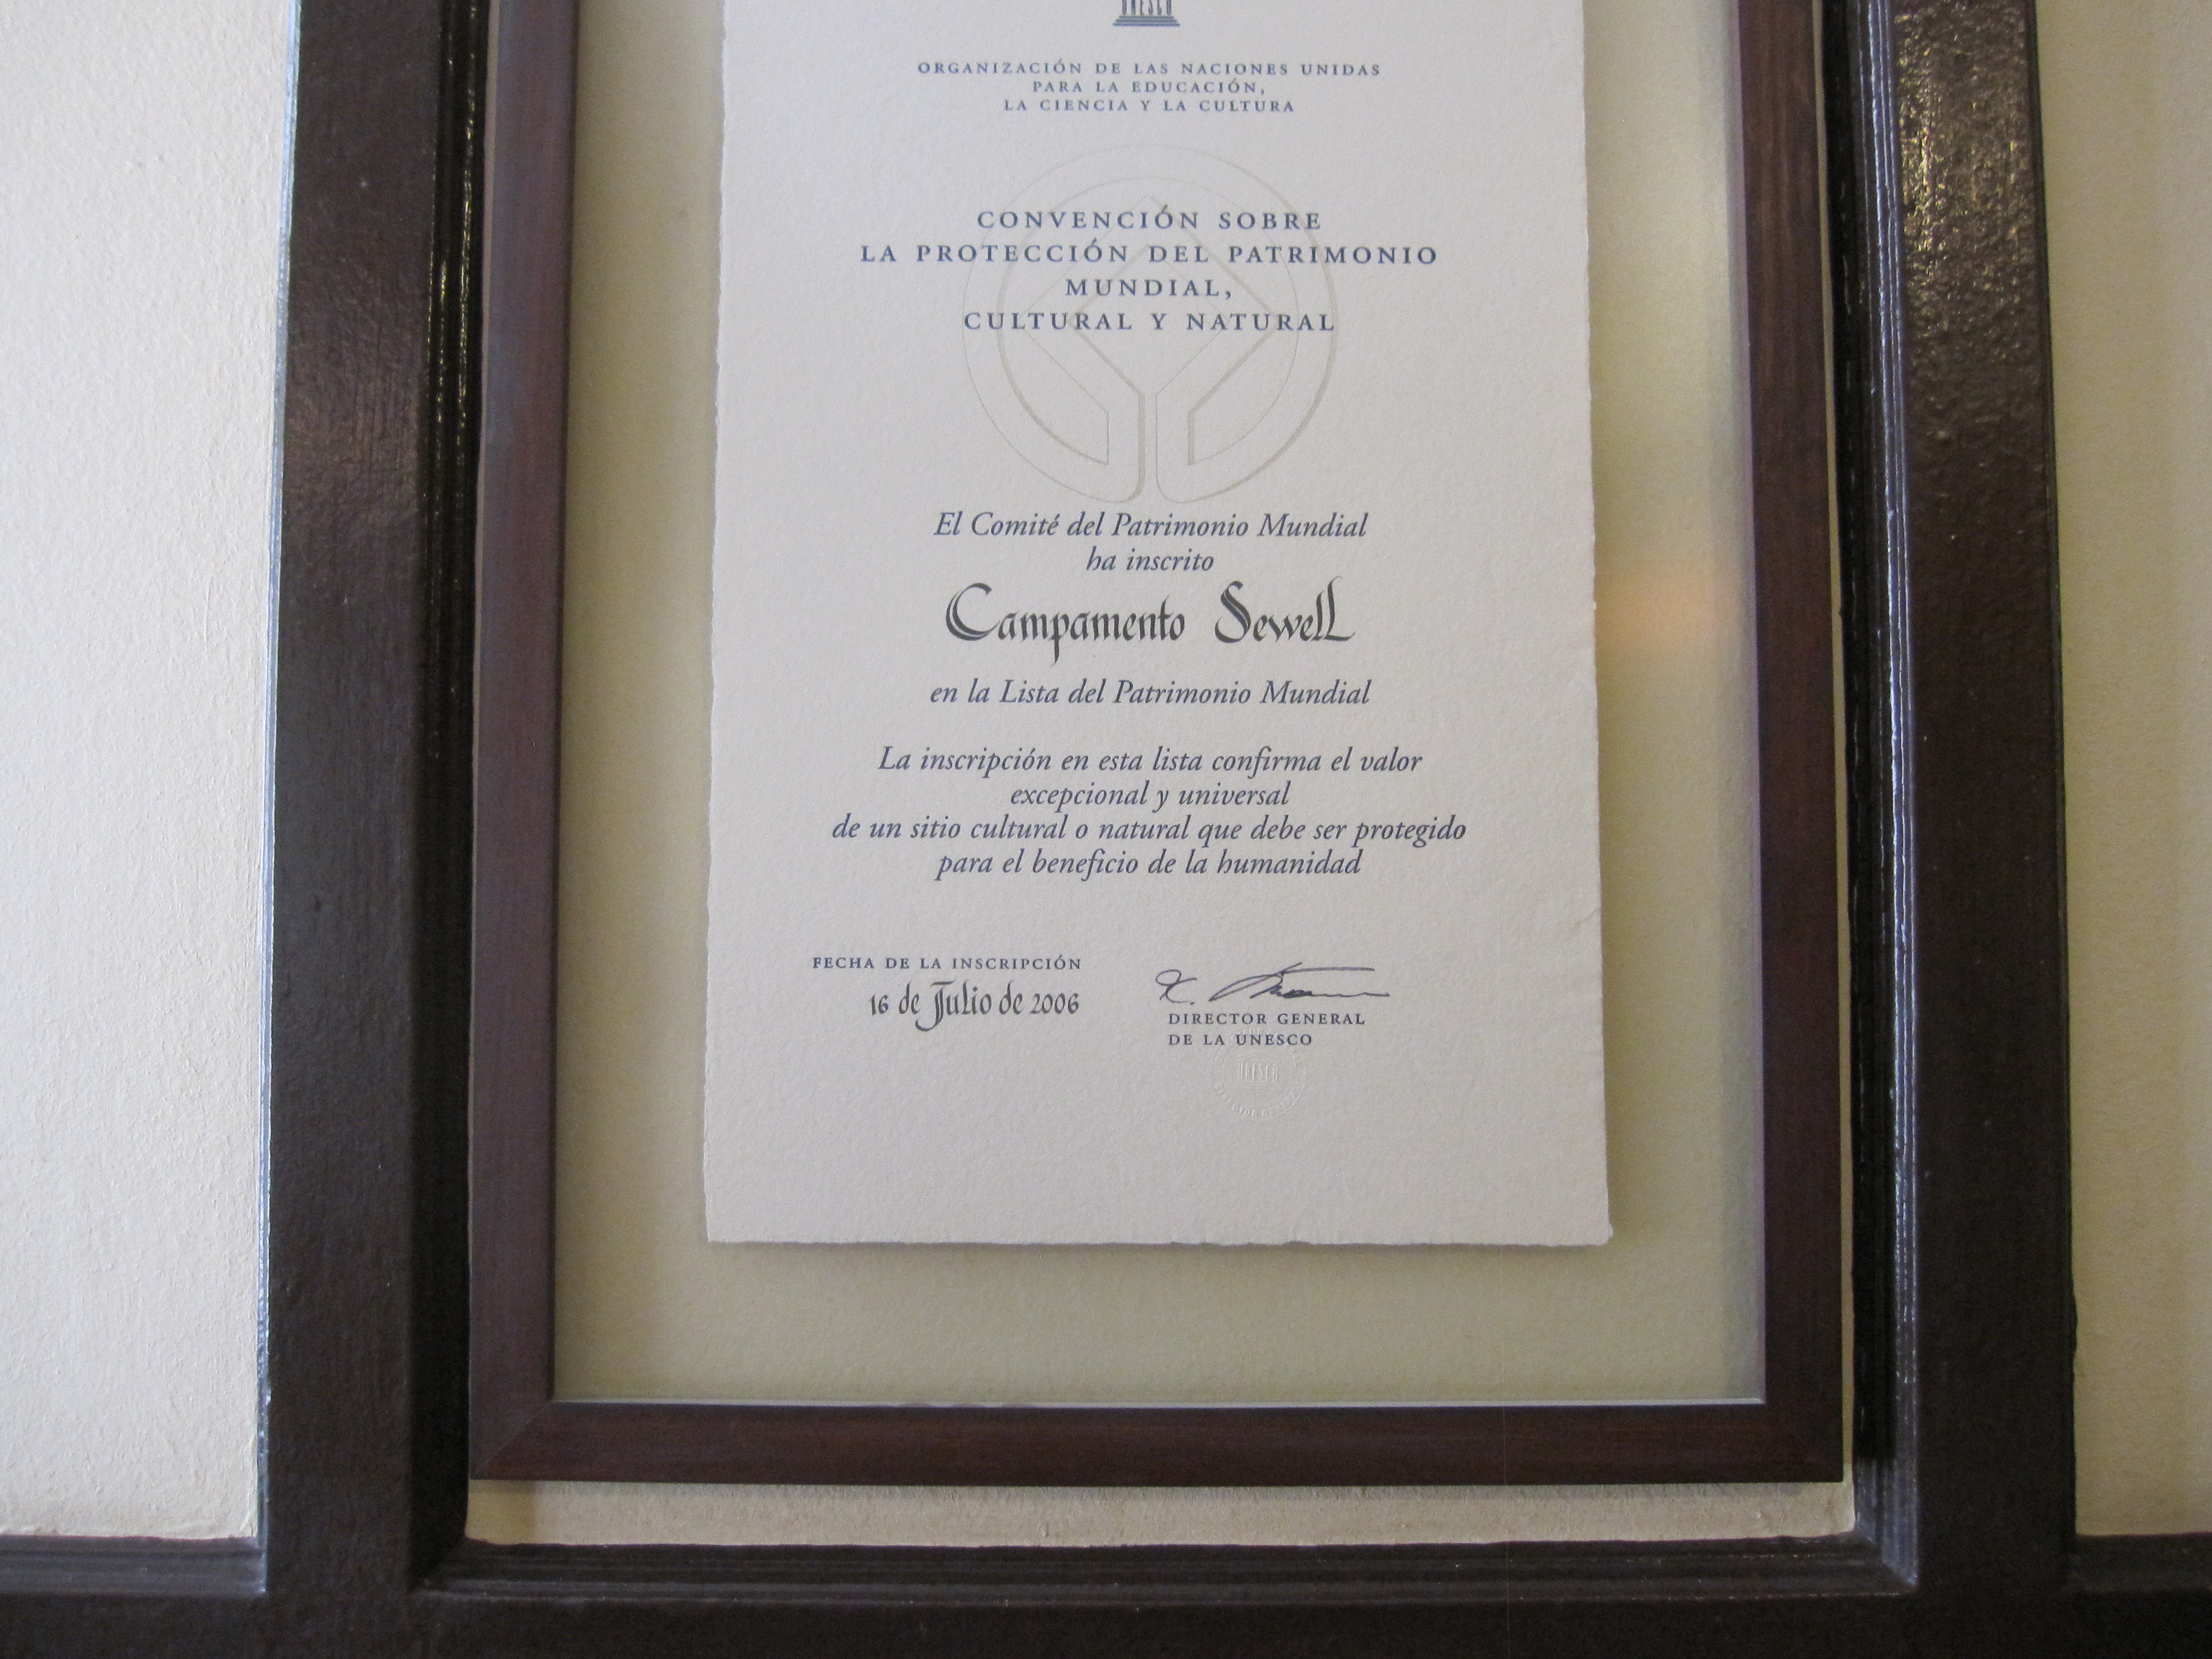 UNESCO
ORGANIZACIÓN DE LAS NACIONES UNIDAS
PARA LA EDUCACIÓN,
LA CIENCIA Y LA CULTURA
CONVENCIÓN SOBRE
LA PROTECCIÓN DEL PATRIMONIO
MUNDIAL,
CULTURAL Y NATURAL
El Comité del Patrimonio Mundial
ha inscrito
Campamento Sewell
en la Lista del Patrimonio Mundial
La inscripción en esta lista confirma el valor
excepcional y universal
de un sitio cultural o natural que debe ser protegido
para el beneficio de la humanidad
FECHA DE LA INSCRIPCIÓN
16 de Julio de 2006
DIRECTOR GENERAL
DE LA UNESCO
UNESCO